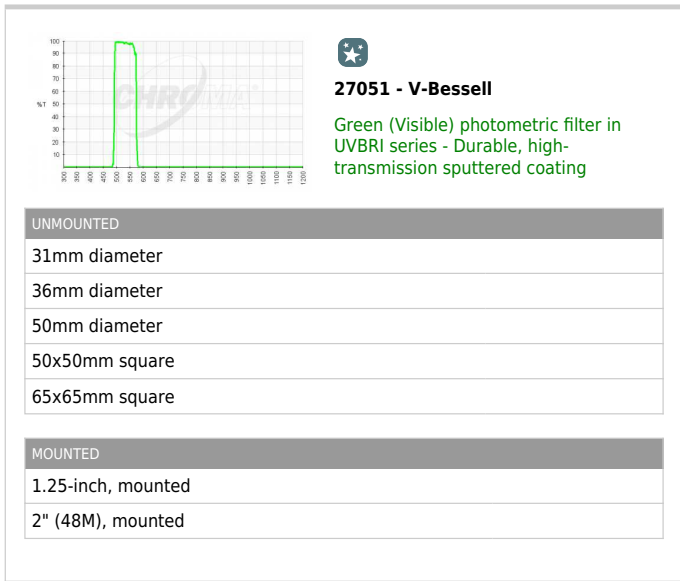 100
90
80
70
60
%T 50
40
30
20
10
300 350 400 450 500 550 600 650 700 750 800 850 900 950 1000 1050 1100 1150 1200
CHROMA
27051 - V-Bessell
Green (Visible) photometric filter in
UVBRI series - Durable, high-
transmission sputtered coating
UNMOUNTED
31mm diameter
36mm diameter
50mm diameter
50x50mm square
65x65mm square
MOUNTED
1.25-inch, mounted
2" (48M), mounted